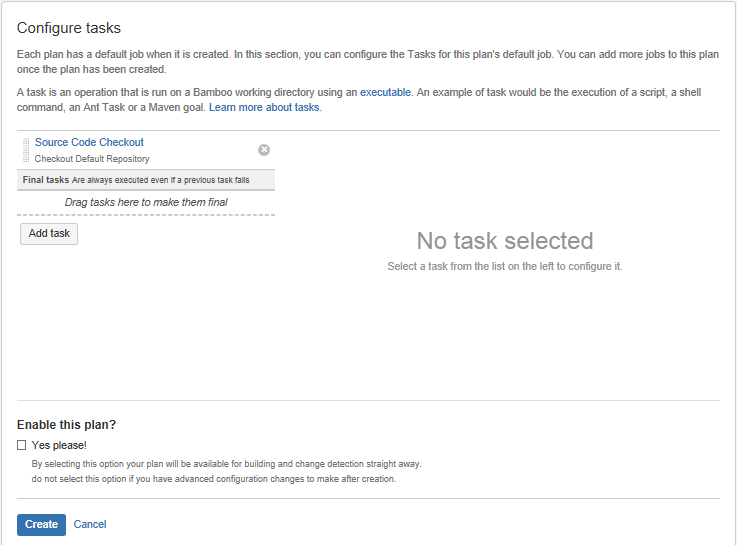 Configure tasks
Each plan has a default job when it is created. In this section, you can configure the Tasks for this plan's default job. You can add more jobs to this plan
once the plan has been created.
A task is an operation that is run on a Bamboo working directory using an executable. An example of task would be the execution of a script, a shell
command, an Ant Task or a Maven goal. Learn more about tasks.
Source Code Checkout
Checkout Default Repository
Final tasks Are always executed even if a previous task fails
Drag tasks here to make them final
Add task
No task selected
Select a task from the list on the left to configure it.
Enable this plan?
Yes please!
By selecting this option your plan will be available for building and change detection straight away.
do not select this option if you have advanced configuration changes to make after creation.
Create Cancel